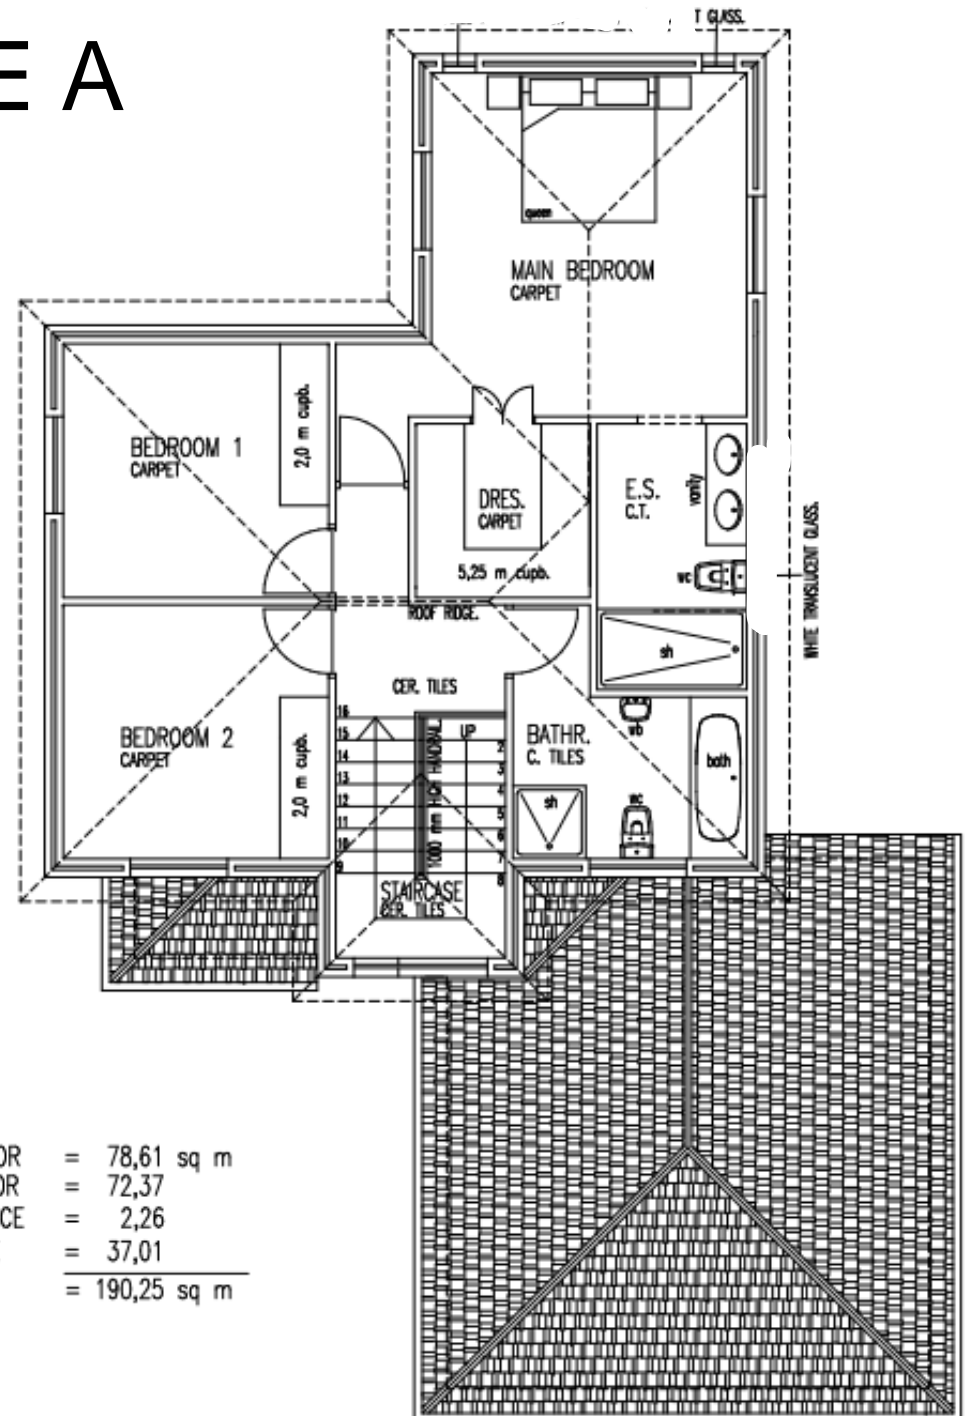 E A
T GLASS.
queen
MAIN BEDROOM
CARPET
BEDROOM 1
CARPET
2,0 m cupb.
DRES.
CARPET
5,25 m cupb.
E.S.
C.T.
vanity
wc
WHITE TRANSLUCENT GLASS.
sh
ROOF RIDGE.
CER. TILES
BEDROOM 2
CARPET
2,0 m cupb.
16
15
14
13
12
11
10
9
UP
2
3
4
5
6
7
8
1000 mm HIGH HANDRAIL.
STAIRCASE
CER. TILES
BATHR.
C. TILES
wb
bath
sh
wc
OR = 78,61 sq m
OR = 72,37
CE = 2,26
= 37,01
= 190,25 sq m